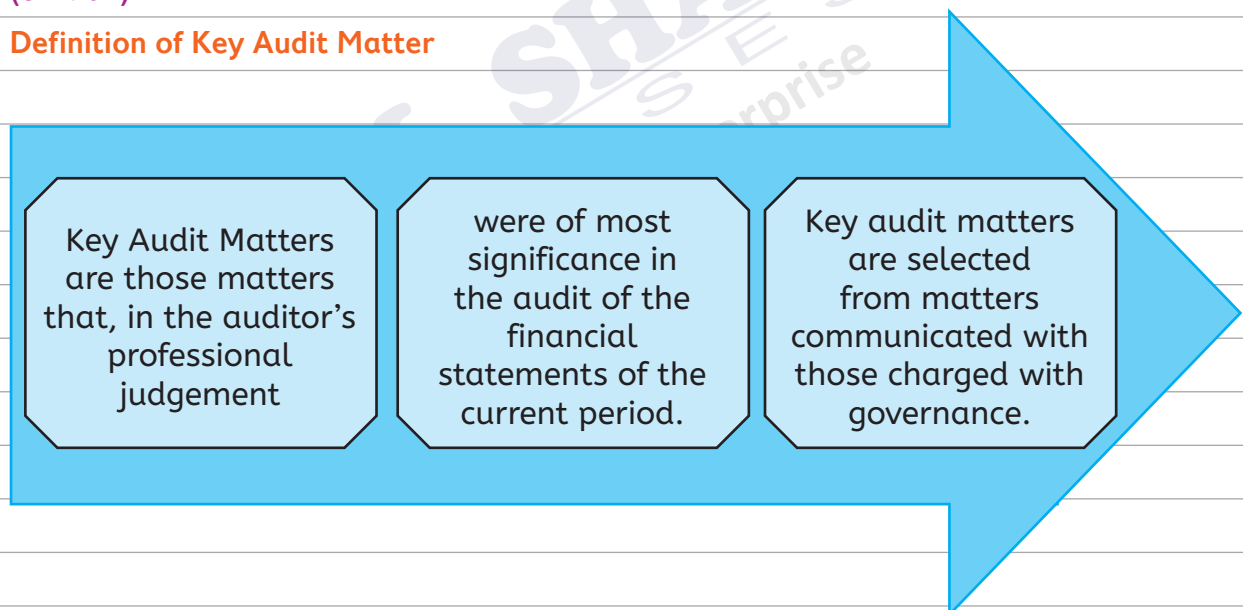 Definition of Key Audit Matter
Key Audit Matters
are those matters
that, in the auditor's
professional
judgement
were of most
significance in
the audit of the
financial
statements of the
current period.
Key audit matters
are selected
from matters
communicated with
those charged with
governance.